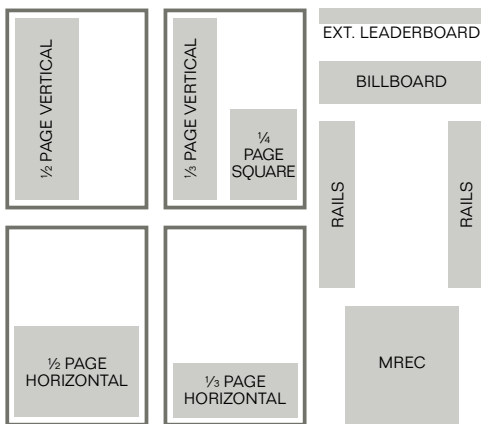 ½ PAGE VERTICAL
⅓ PAGE VERTICAL
¼
PAGE
SQUARE
EXT. LEADERBOARD
BILLBOARD
RAILS
RAILS
½ PAGE
HORIZONTAL
⅓ PAGE
HORIZONTAL
MREC